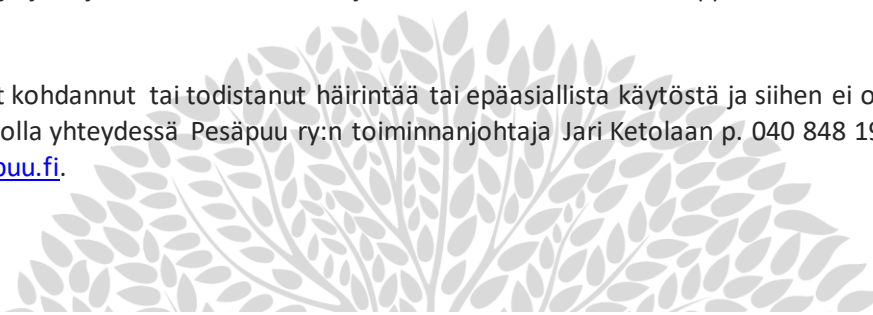 t kohdannut tai todistanut häirintää tai epäasiallista käytöstä ja siihen ei o
olla yhteydessä Pesäpuu ry:n toiminnanjohtaja Jari Ketolaan p. 040 848 19
puu.fi.